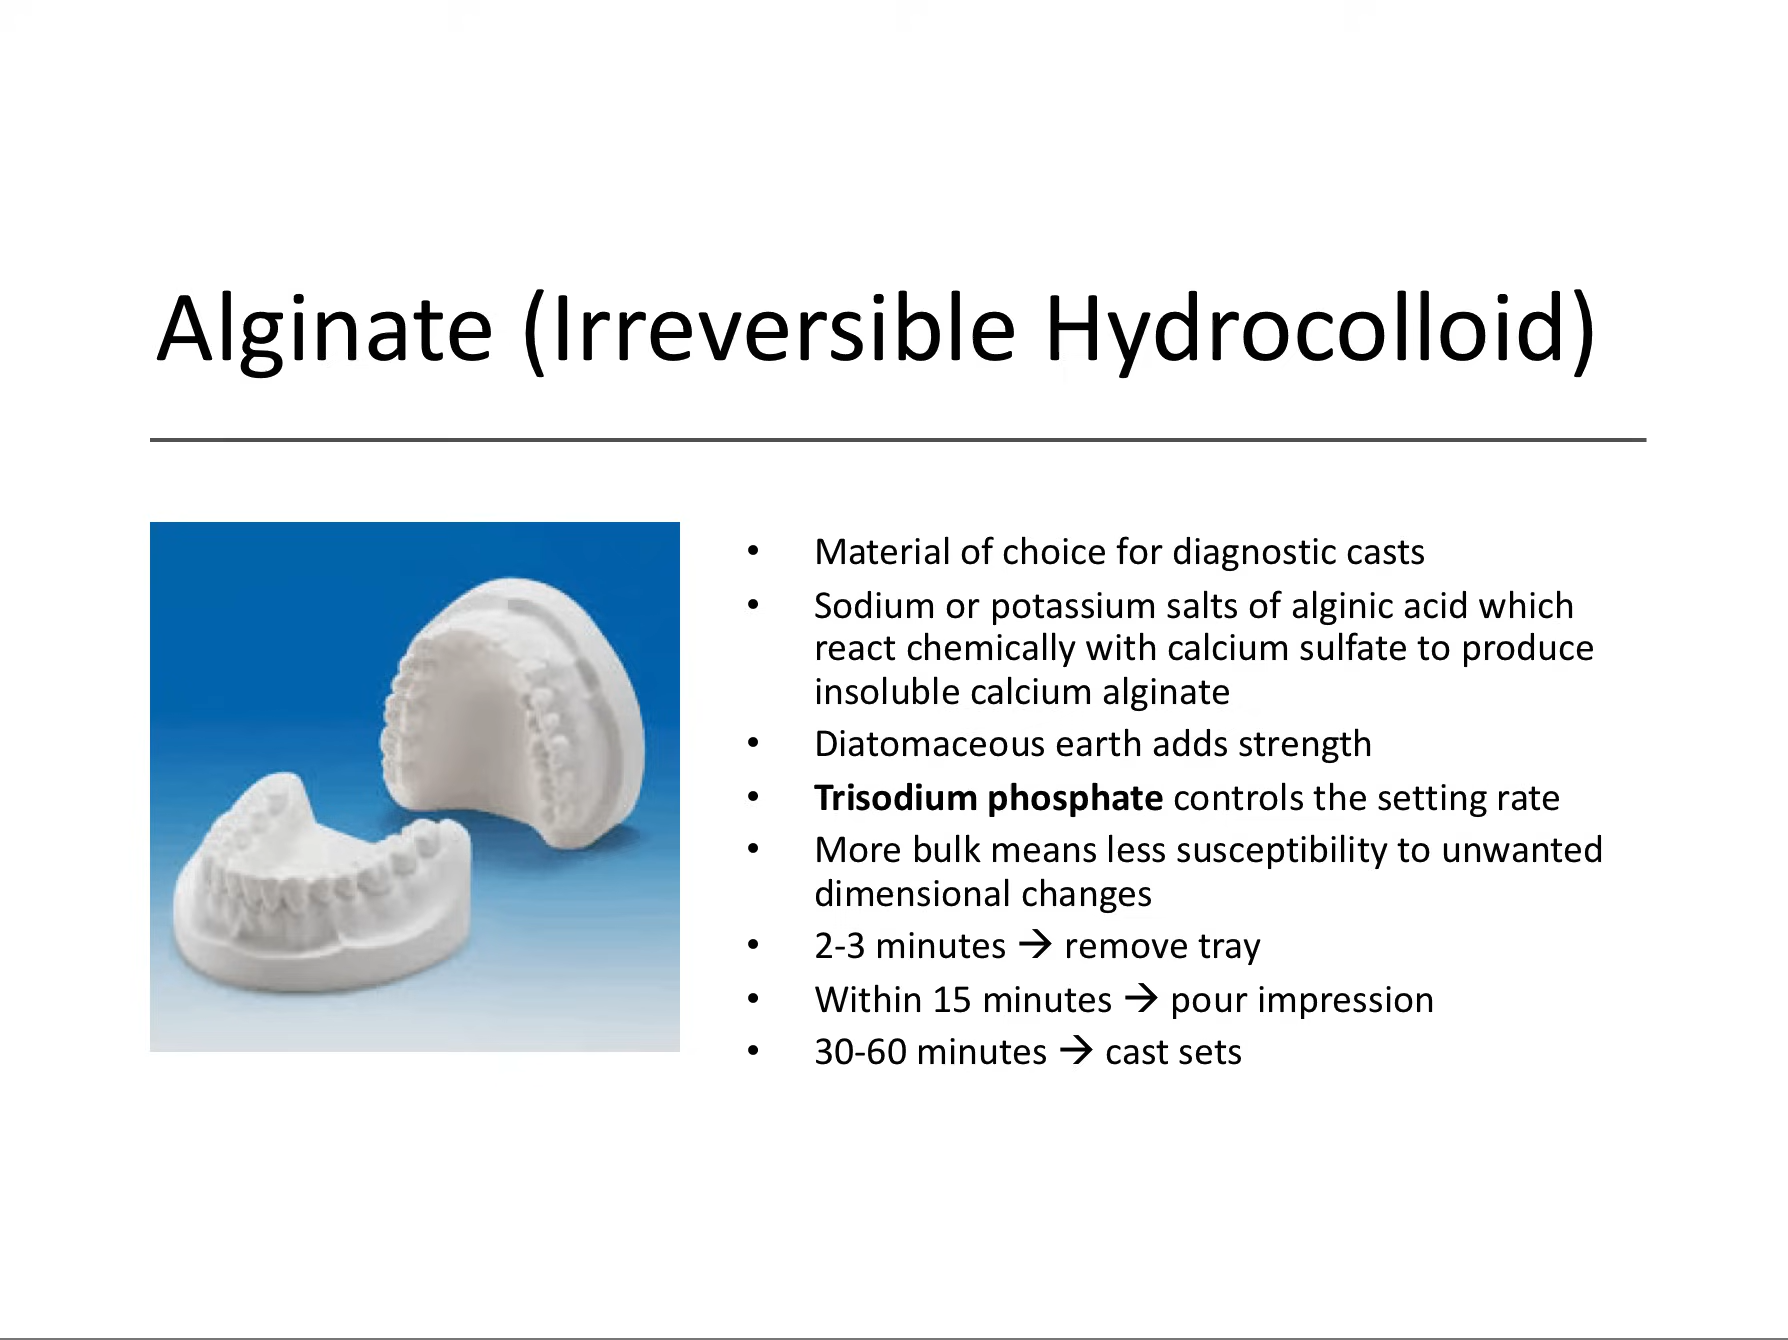 Alginate (Irreversible Hydrocolloid)
• Material of choice for diagnostic casts
• Sodium or potassium salts of alginic acid which
react chemically with calcium sulfate to produce
insoluble calcium alginate
• Diatomaceous earth adds strength
• Trisodium phosphate controls the setting rate
• More bulk means less susceptibility to unwanted
dimensional changes
• 2-3 minutes → remove tray
• Within 15 minutes → pour impression
• 30-60 minutes → cast sets